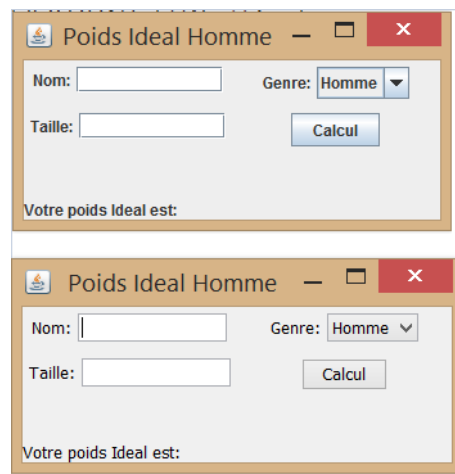 Poids Ideal Homme
Nom: Genre: Homme
Taille: Calcul
Votre poids Ideal est:
Poids Ideal Homme
Nom: Genre: Homme
Taille: Calcul
Votre poids Ideal est: